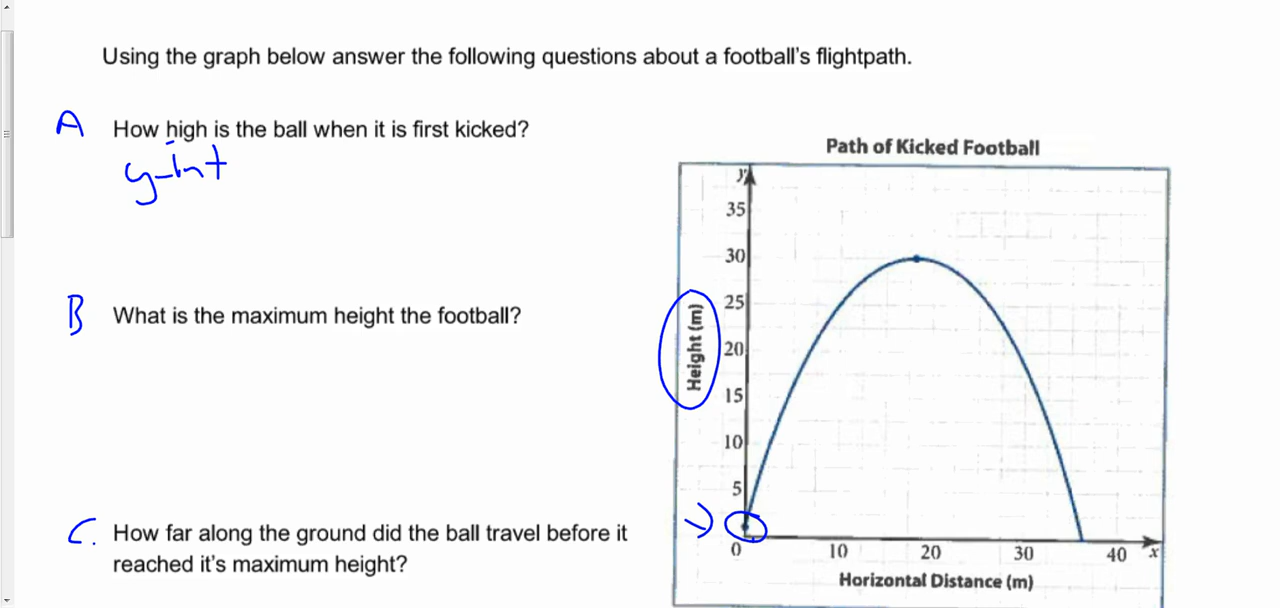 Using the graph below answer the following questions about a football's flightpath.
A How high is the ball when it is first kicked?
y-int
B What is the maximum height the football?
C. How far along the ground did the ball travel before it
reached it's maximum height?
Path of Kicked Football
y
35
30
25
20
15
10
5
Height (m)
0 10 20 30 40 x
Horizontal Distance (m)